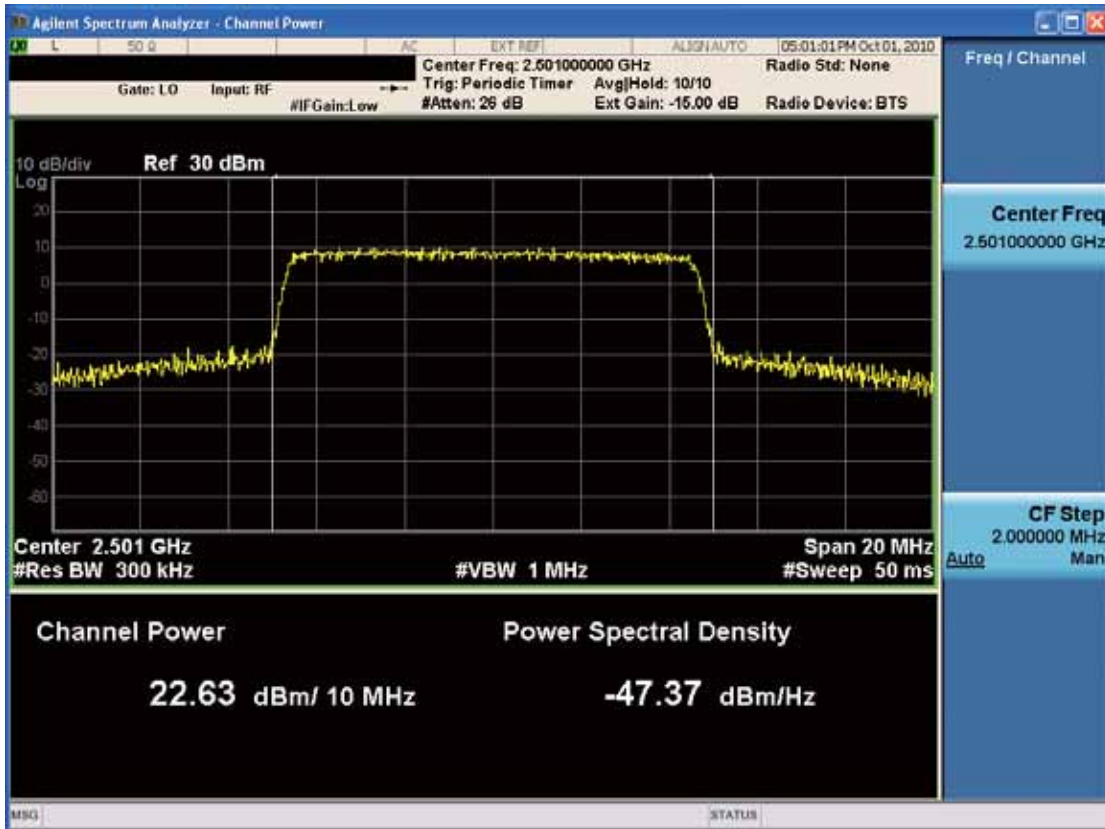 Agilent Spectrum Analyzer - Channel Power
L 50 Ω AC EXT REF ALIGN AUTO 05:01:01 PM Oct 01, 2010
Center Freq: 2.501000000 GHz Radio Std: None
Gate: LO Input: RF Trig: Periodic Timer Avg|Hold: 10/10
#IFGain:Low #Atten: 26 dB Ext Gain: -15.00 dB Radio Device: BTS
10 dB/div Ref 30 dBm
Log
20
10
0
-10
-20
-30
-40
-50
-60
Center 2.501 GHz Span 20 MHz
#Res BW 300 kHz #VBW 1 MHz #Sweep 50 ms
Channel Power Power Spectral Density
22.63 dBm/ 10 MHz -47.37 dBm/Hz
MSG STATUS
Freq / Channel
Center Freq
2.501000000 GHz
CF Step
2.000000 MHz
Auto Man